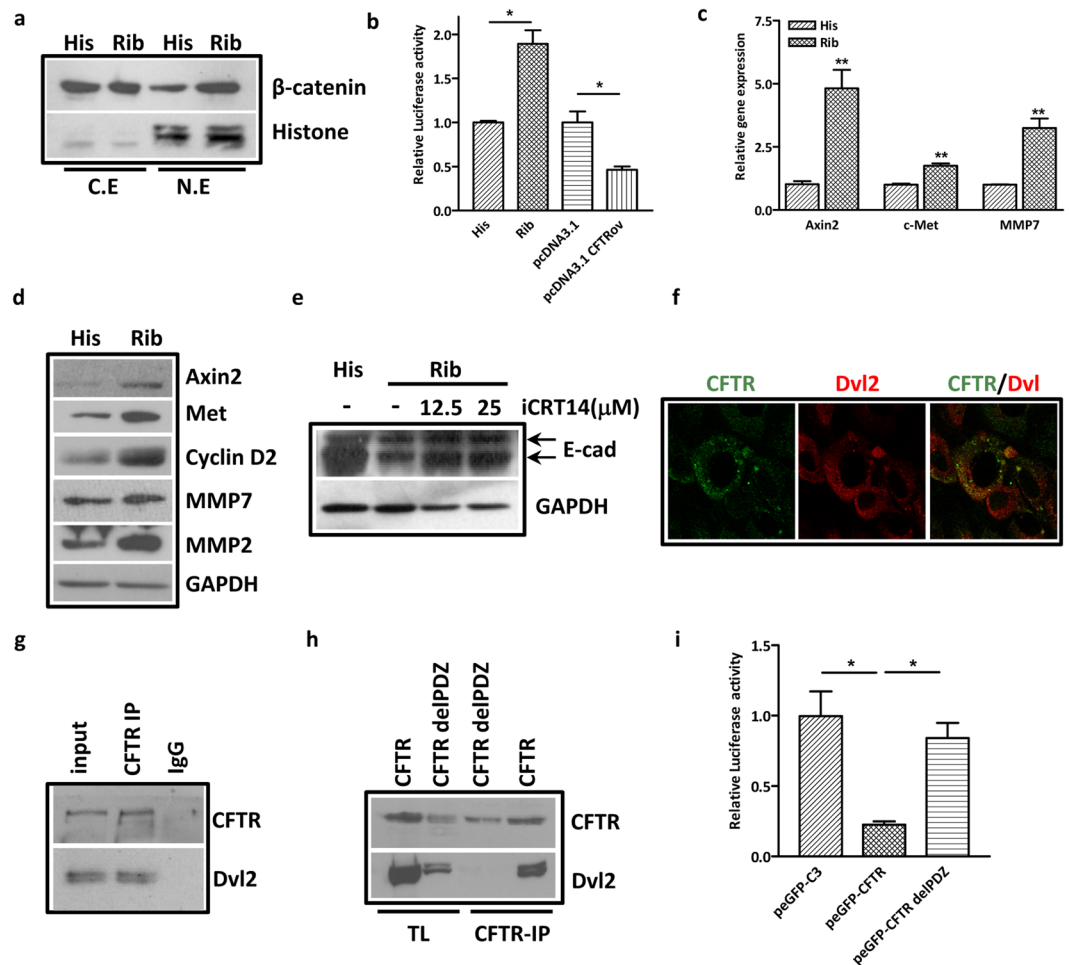 a
His Rib His Rib
β-catenin
Histone
C.E N.E
b
Relative Luciferase activity
2.0
1.5
1.0
0.5
0.0
*
*
His
Rib
pcDNA3.1
pcDNA3.1 CFTRov
c
Relative gene expression
7.5
5.0
2.5
0.0
His
Rib
**
**
**
Axin2 c-Met MMP7
d
His Rib
Axin2
Met
Cyclin D2
MMP7
MMP2
GAPDH
e
His Rib
- - 12.5 25 iCRT14(μM)
E-cad
GAPDH
f
CFTR Dvl2 CFTR/Dvl
g
input
CFTR IP
IgG
CFTR
Dvl2
h
CFTR
CFTR delPDZ
CFTR delPDZ
CFTR
CFTR
Dvl2
TL CFTR-IP
i
Relative Luciferase activity
1.5
1.0
0.5
0.0
* *
peGFP-C3
peGFP-CFTR
peGFP-CFTR delPDZ